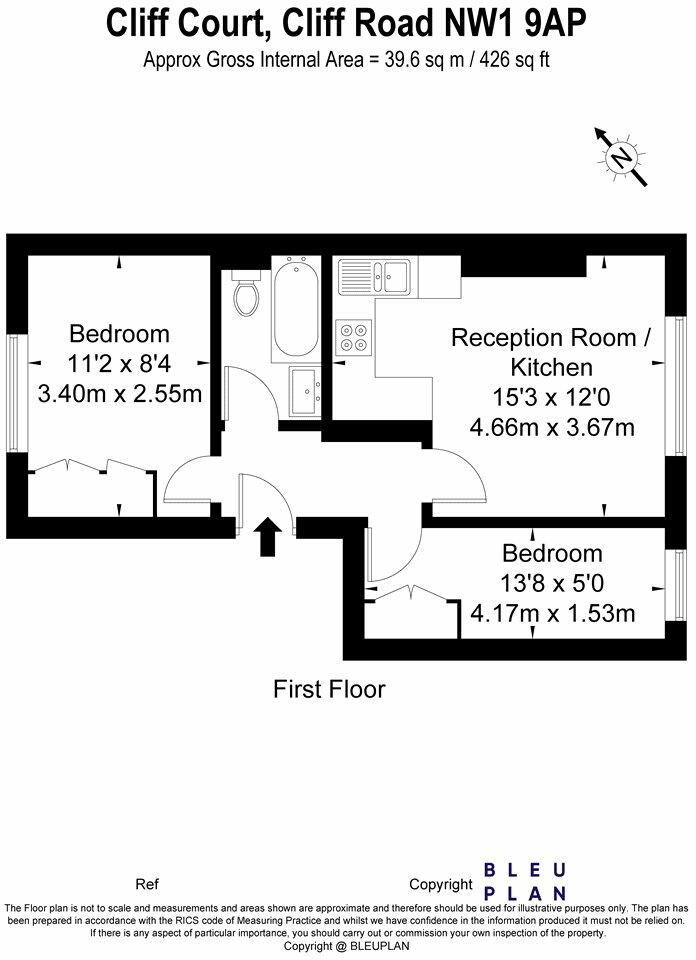 Cliff Court, Cliff Road NW1 9AP
Approx Gross Internal Area = 39.6 sq m / 426 sq ft
N
Bedroom
11'2 x 8'4
3.40m x 2.55m
Reception Room /
Kitchen
15'3 x 12'0
4.66m x 3.67m
Bedroom
13'8 x 5'0
4.17m x 1.53m
First Floor
Ref
Copyright
BLEU
PLAN
The Floor plan is not to scale and measurements and areas shown are approximate and therefore should be used for illustrative purposes only. The plan has
been prepared in accordance with the RICS code of Measuring Practice and whilst we have confidence in the information produced it must not be relied on.
If there is any aspect of particular importance, you should carry out or commission your own inspection of the property.
Copyright @ BLEUPLAN